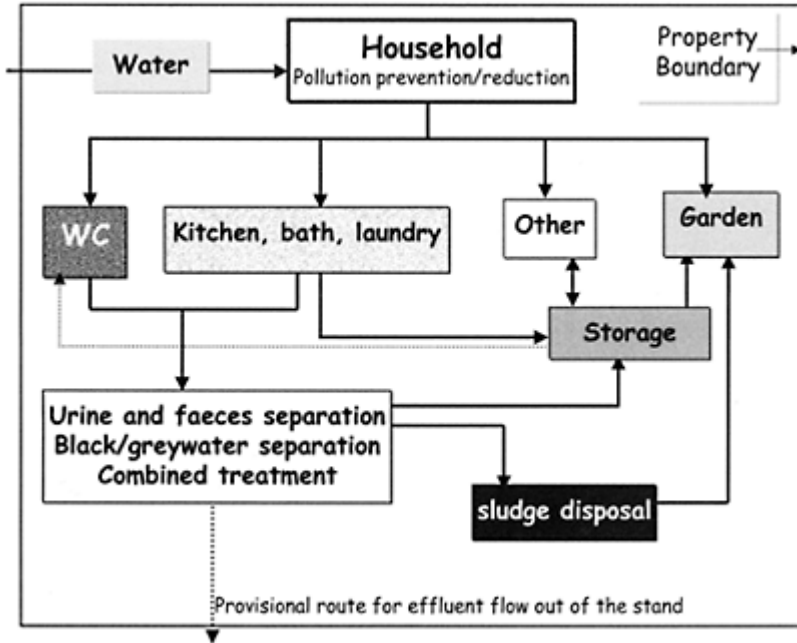 Household
Pollution prevention/reduction
Water
Property
Boundary
WC
Kitchen, bath, laundry
Other
Garden
Storage
Urine and faeces separation
Black/greywater separation
Combined treatment
sludge disposal
Provisional route for effluent flow out of the stand